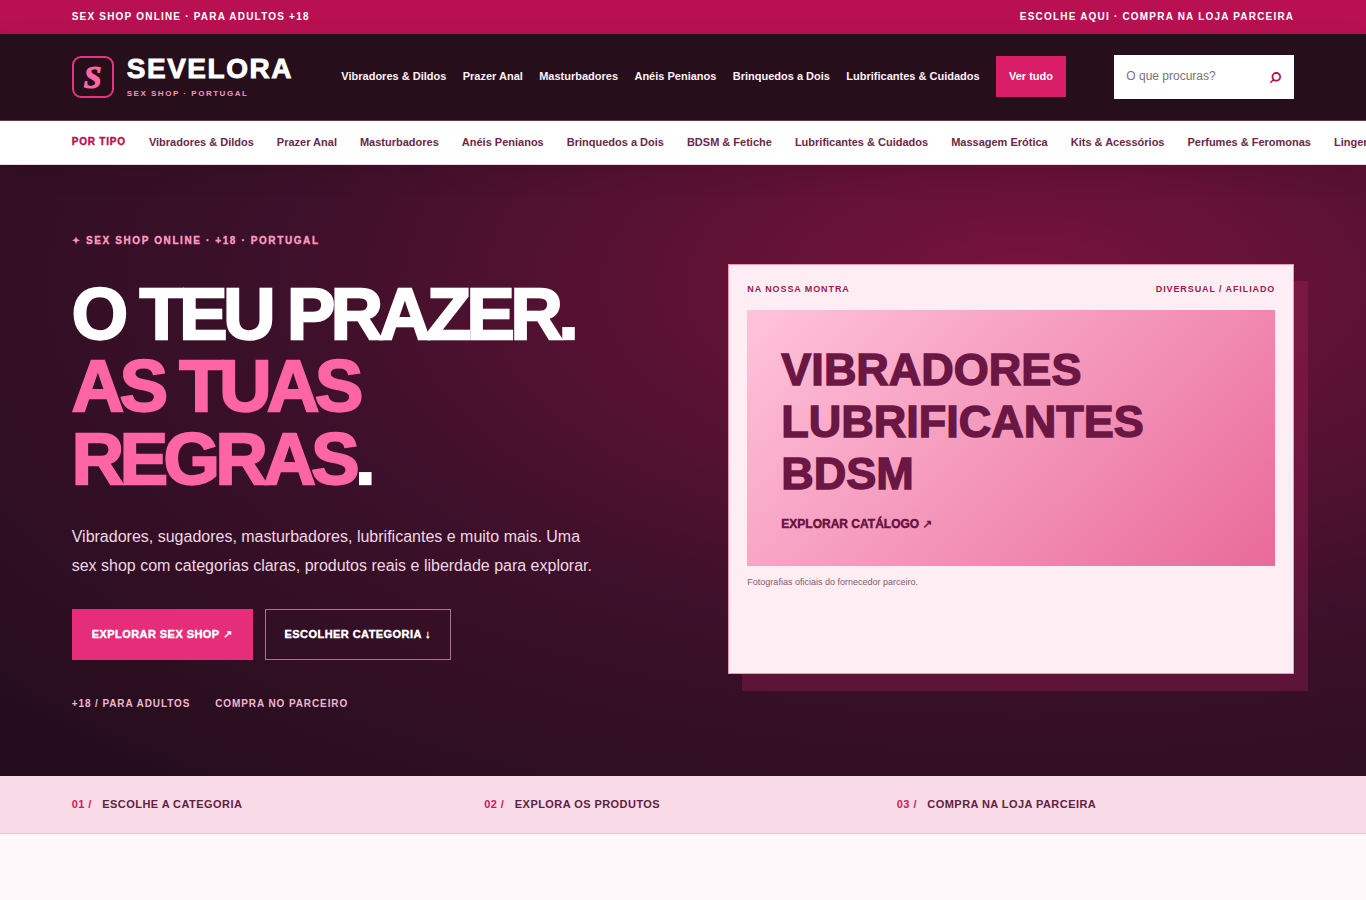 SEX SHOP ONLINE · PARA ADULTOS +18
ESCOLHE AQUI · COMPRA NA LOJA PARCEIRA
S
SEVELORA
SEX SHOP · PORTUGAL
Vibradores & Dildos
Prazer Anal
Masturbadores
Anéis Penianos
Brinquedos a Dois
Lubrificantes & Cuidados
Ver tudo
O que procuras?
POR TIPO
Vibradores & Dildos
Prazer Anal
Masturbadores
Anéis Penianos
Brinquedos a Dois
BDSM & Fetiche
Lubrificantes & Cuidados
Massagem Erótica
Kits & Acessórios
Perfumes & Feromonas
✦ SEX SHOP ONLINE · +18 · PORTUGAL
O TEU PRAZER.
AS TUAS
REGRAS.
Vibradores, sugadores, masturbadores, lubrificantes e muito mais. Uma
sex shop com categorias claras, produtos reais e liberdade para explorar.
EXPLORAR SEX SHOP ↗
ESCOLHER CATEGORIA ↓
+18 / PARA ADULTOS
COMPRA NO PARCEIRO
NA NOSSA MONTRA
DIVERSUAL / AFILIADO
VIBRADORES
LUBRIFICANTES
BDSM
EXPLORAR CATÁLOGO ↗
Fotografias oficiais do fornecedor parceiro.
01 / ESCOLHE A CATEGORIA
02 / EXPLORA OS PRODUTOS
03 / COMPRA NA LOJA PARCEIRA